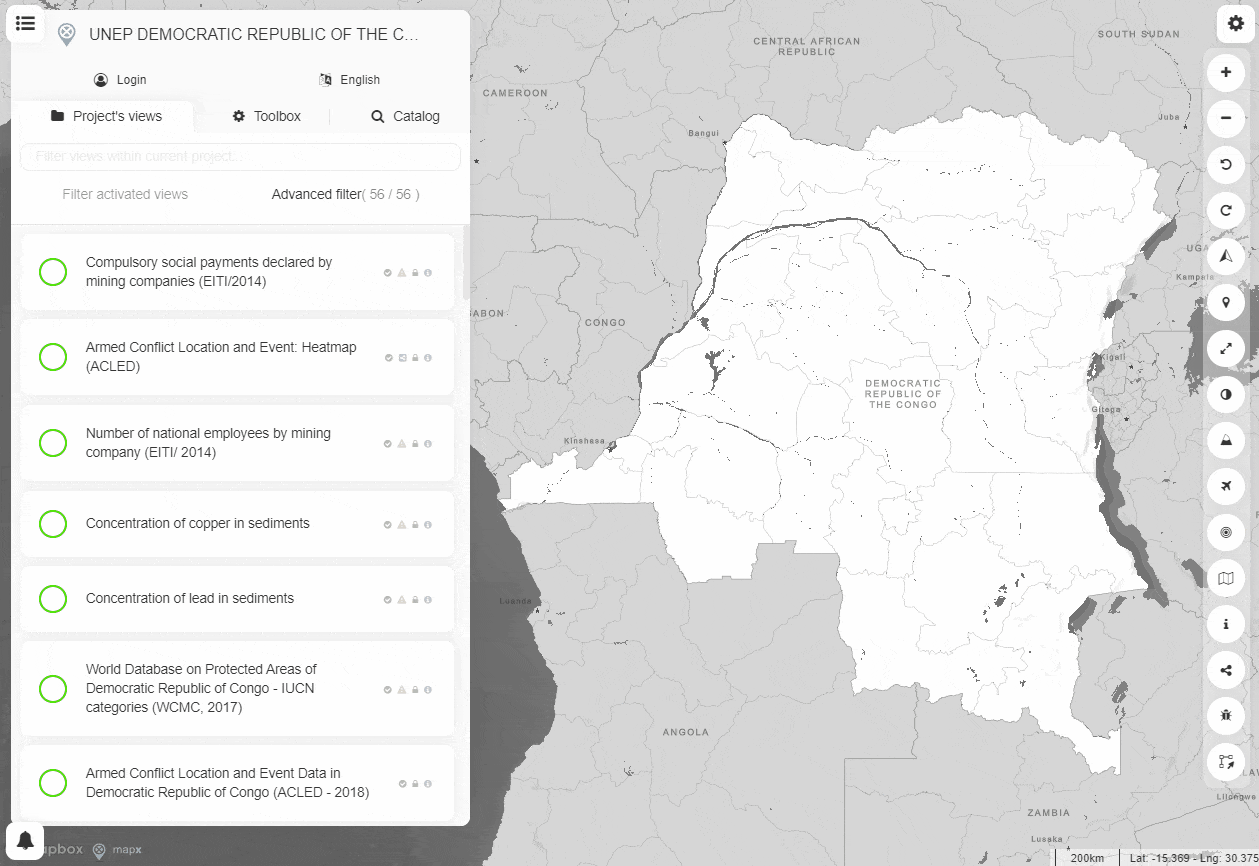 UNEP DEMOCRATIC REPUBLIC OF THE C...
Login
English
Project's views
Toolbox
Catalog
Filter views within current project...
Filter activated views
Advanced filter( 56 / 56 )
Compulsory social payments declared by
mining companies (EITI/2014)
Armed Conflict Location and Event: Heatmap
(ACLED)
Number of national employees by mining
company (EITI/ 2014)
Concentration of copper in sediments
Concentration of lead in sediments
World Database on Protected Areas of
Democratic Republic of Congo - IUCN
categories (WCMC, 2017)
Armed Conflict Location and Event Data in
Democratic Republic of Congo (ACLED - 2018)
apbox
mapx
CENTRAL AFRICAN
REPUBLIC
SOUTH SUDAN
CAMEROON
Juba
Bangui
UG
Kampala
ABON
CONGO
Kigali
DEMOCRATIC
REPUBLIC OF
THE CONGO
Gitega
Kinshasa
Luanda
ANGOLA
LAW
Lilongwe
ZAMBIA
Lusaka
200km
Lat: -15.369 - Lng: 30.375